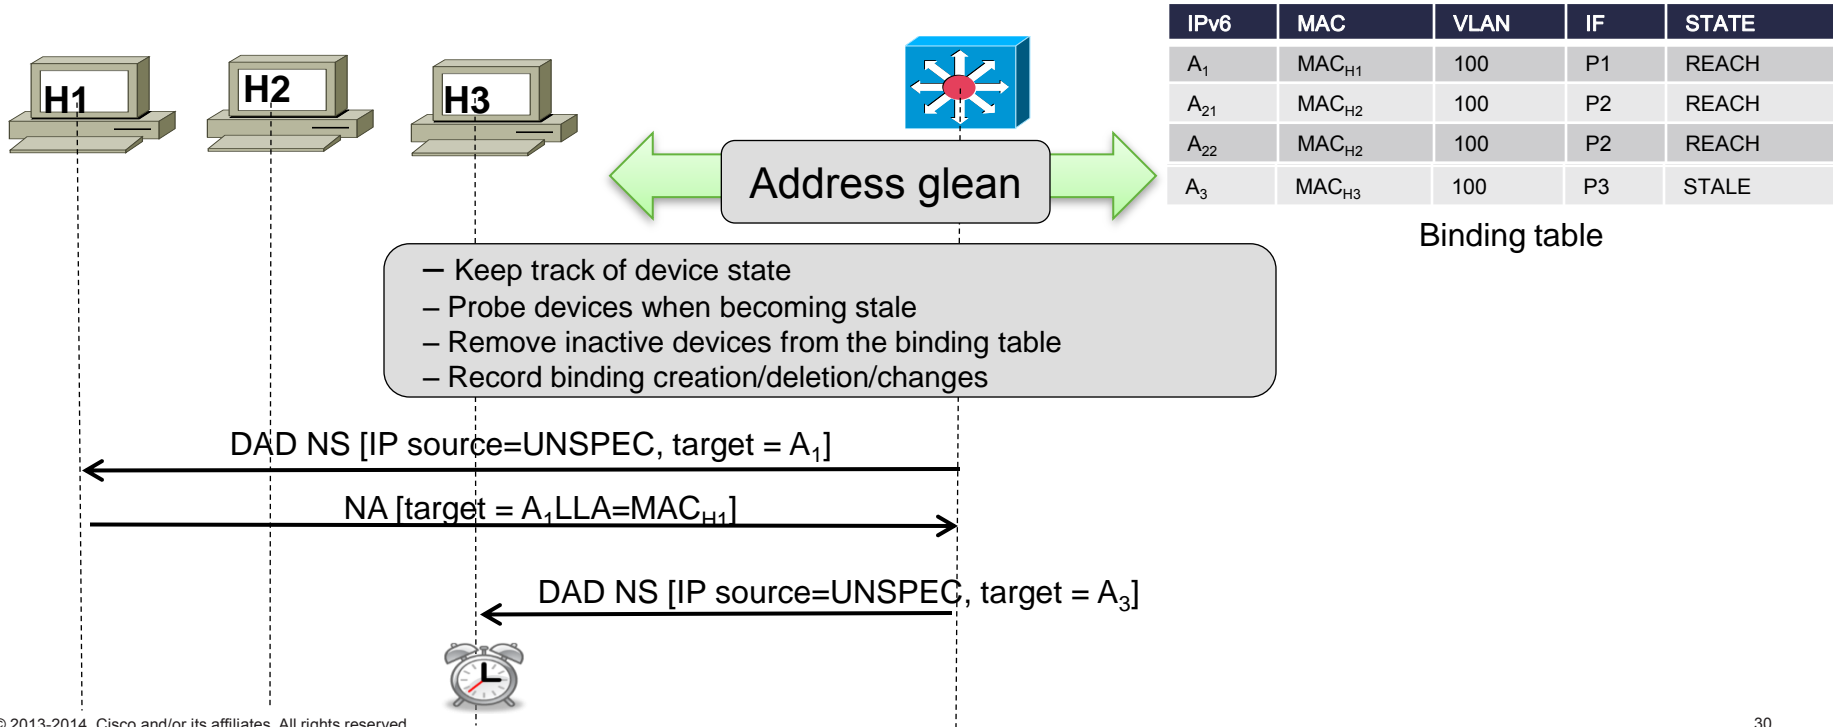 H1
H2
H3
IPv6 MAC VLAN IF STATE
A1 MACH1 100 P1 REACH
A21 MACH2 100 P2 REACH
A22 MACH2 100 P2 REACH
A3 MACH3 100 P3 STALE
Binding table
Address glean
– Keep track of device state
– Probe devices when becoming stale
– Remove inactive devices from the binding table
– Record binding creation/deletion/changes
DAD NS [IP source=UNSPEC, target = A1]
NA [target = A1LLA=MACH1]
DAD NS [IP source=UNSPEC, target = A3]
© 2013-2014 Cisco and/or its affiliates. All rights reserved
30